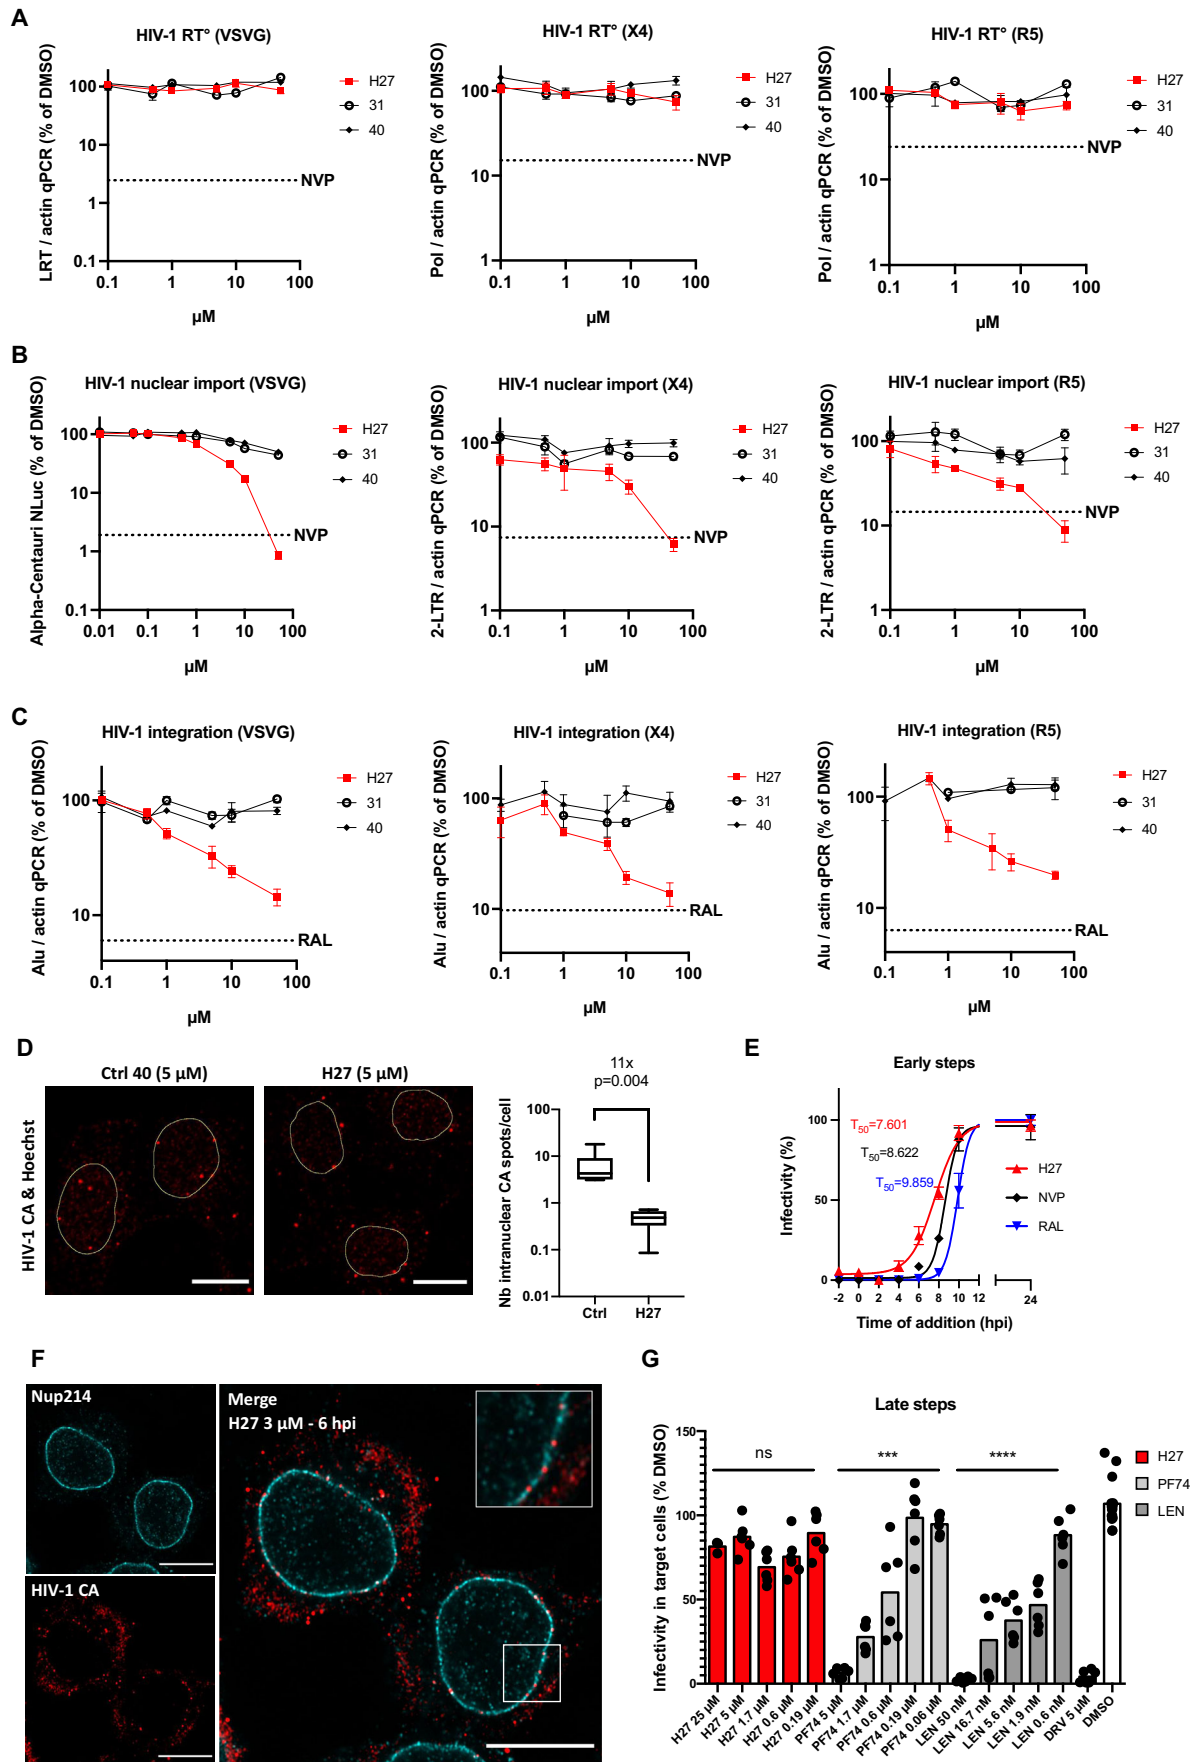 A
HIV-1 RT° (VSVG)
LRT / actin qPCR (% of DMSO)
100
10
1
0.1
0.1
1
10
100
µM
NVP
H27
31
40
HIV-1 RT° (X4)
Pol / actin qPCR (% of DMSO)
100
10
1
0.1
1
10
100
µM
NVP
H27
31
40
HIV-1 RT° (R5)
Pol / actin qPCR (% of DMSO)
100
10
1
0.1
1
10
100
µM
NVP
H27
31
40
B
HIV-1 nuclear import (VSVG)
Alpha-Centauri NLuc (% of DMSO)
100
10
1
0.1
0.01
0.1
1
10
100
µM
NVP
H27
31
40
HIV-1 nuclear import (X4)
2-LTR / actin qPCR (% of DMSO)
100
10
1
0.1
1
10
100
µM
NVP
H27
31
40
HIV-1 nuclear import (R5)
2-LTR / actin qPCR (% of DMSO)
100
10
1
0.1
1
10
100
µM
NVP
H27
31
40
C
HIV-1 integration (VSVG)
Alu / actin qPCR (% of DMSO)
100
10
0.1
1
10
100
µM
RAL
H27
31
40
HIV-1 integration (X4)
Alu / actin qPCR (% of DMSO)
100
10
0.1
1
10
100
µM
RAL
H27
31
40
HIV-1 integration (R5)
Alu / actin qPCR (% of DMSO)
100
10
0.1
1
10
100
µM
RAL
H27
31
40
D
HIV-1 CA & Hoechst
Ctrl 40 (5 µM)
H27 (5 µM)
11x
p=0.004
Nb intranuclear CA spots/cell
100
10
1
0.1
0.01
Ctrl
H27
E
Early steps
Infectivity (%)
100
50
0
T50=7.601
T50=8.622
T50=9.859
H27
NVP
RAL
-2
0
2
4
6
8
10
12
24
Time of addition (hpi)
F
Nup214
HIV-1 CA
Merge
H27 3 µM - 6 hpi
G
Late steps
Infectivity in target cells (% DMSO)
150
100
50
0
ns
***
****
H27
PF74
LEN
H27 25 µM
H27 5 µM
H27 1.7 µM
H27 0.6 µM
H27 0.19 µM
PF74 5 µM
PF74 1.7 µM
PF74 0.6 µM
PF74 0.19 µM
PF74 0.06 µM
LEN 50 nM
LEN 16.7 nM
LEN 5.6 nM
LEN 1.9 nM
LEN 0.6 nM
DRV 5 µM
DMSO